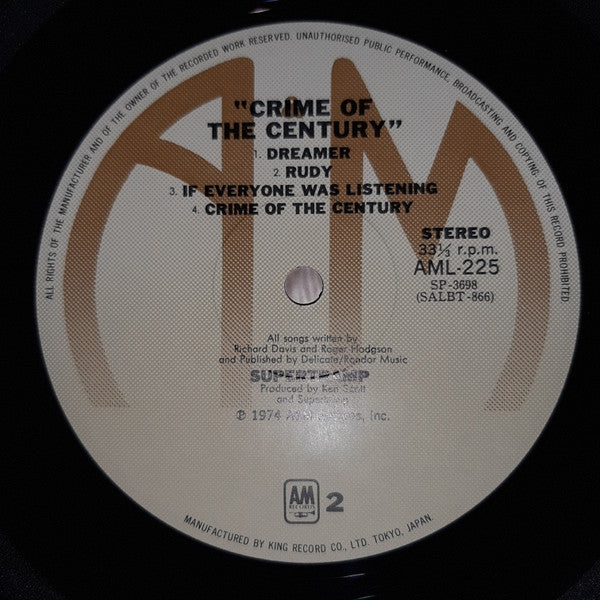 ALL RIGHTS OF THE MANUFACTURER AND OF THE OWNER OF THE RECORDED WORK RESERVED. UNAUTHORISED PUBLIC PERFORMANCE, BROADCASTING AND COPYING OF THIS RECORD PROHIBITED
"CRIME OF
THE CENTURY"
1. DREAMER
2. RUDY
3. IF EVERYONE WAS LISTENING
4. CRIME OF THE CENTURY
STEREO
33⅓ r.p.m.
AML-225
SP-3698
(SALBT-866)
All songs written by
Richard Davis and Roger Hodgson
and Published by Delicate/Rondor Music
SUPERTRAMP
Produced by Ken Scott
and Supertramp
℗ 1974 A&M Records, Inc.
AM
RECORDS
2
MANUFACTURED BY KING RECORD CO., LTD. TOKYO, JAPAN